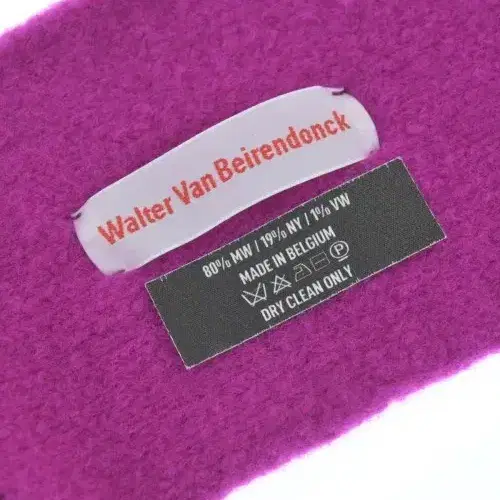 Walter Van Beirendonck
80% MW / 19% NY / 1% VW
MADE IN BELGIUM
P
DRY CLEAN ONLY